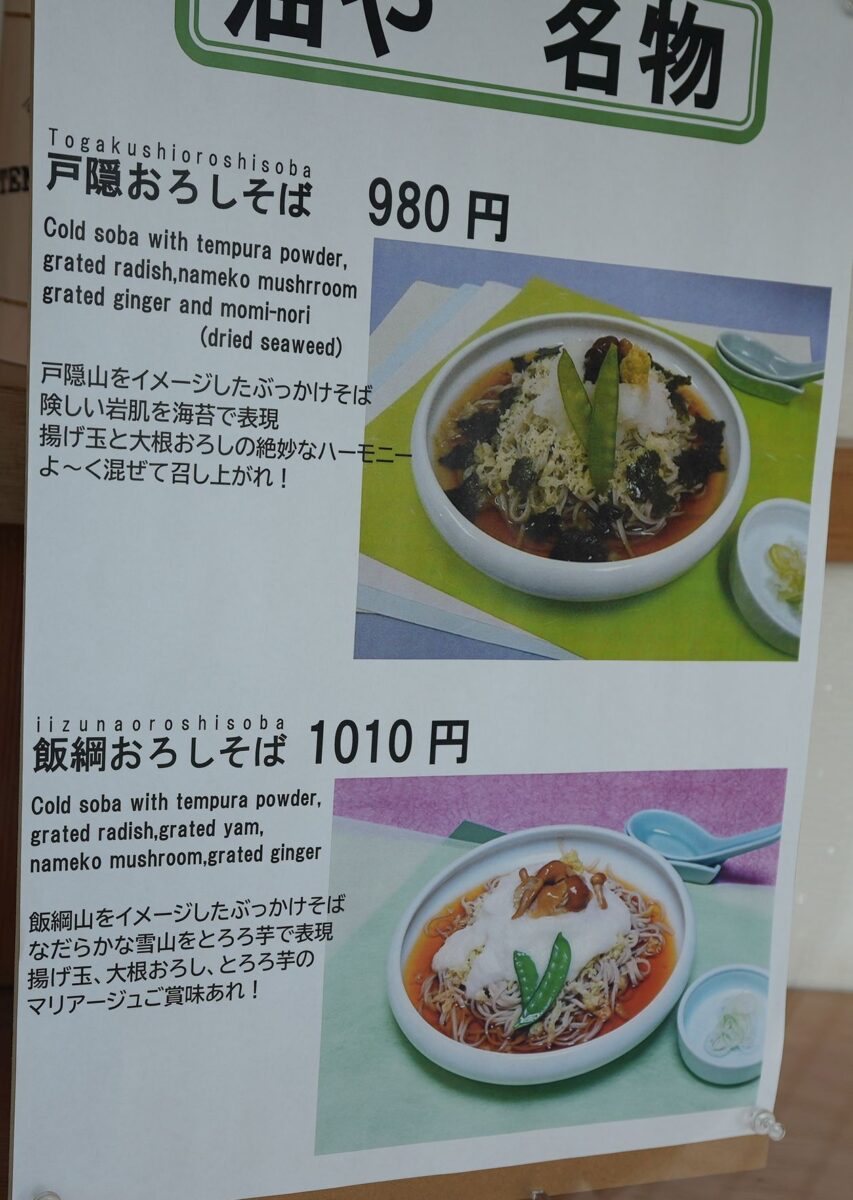 油や 名物
Togakushioroshisoba
戸隠おろしそば 980円
Cold soba with tempura powder,
grated radish,nameko mushrroom
grated ginger and momi-nori
(dried seaweed)
戸隠山をイメージしたぶっかけそば
険しい岩肌を海苔で表現
揚げ玉と大根おろしの絶妙なハーモニー
よ～く混ぜて召し上がれ！
iizunaoroshisoba
飯綱おろしそば 1010円
Cold soba with tempura powder,
grated radish,grated yam,
nameko mushroom,grated ginger
飯綱山をイメージしたぶっかけそば
なだらかな雪山をとろろ芋で表現
揚げ玉、大根おろし、とろろ芋の
マリアージュご賞味あれ！